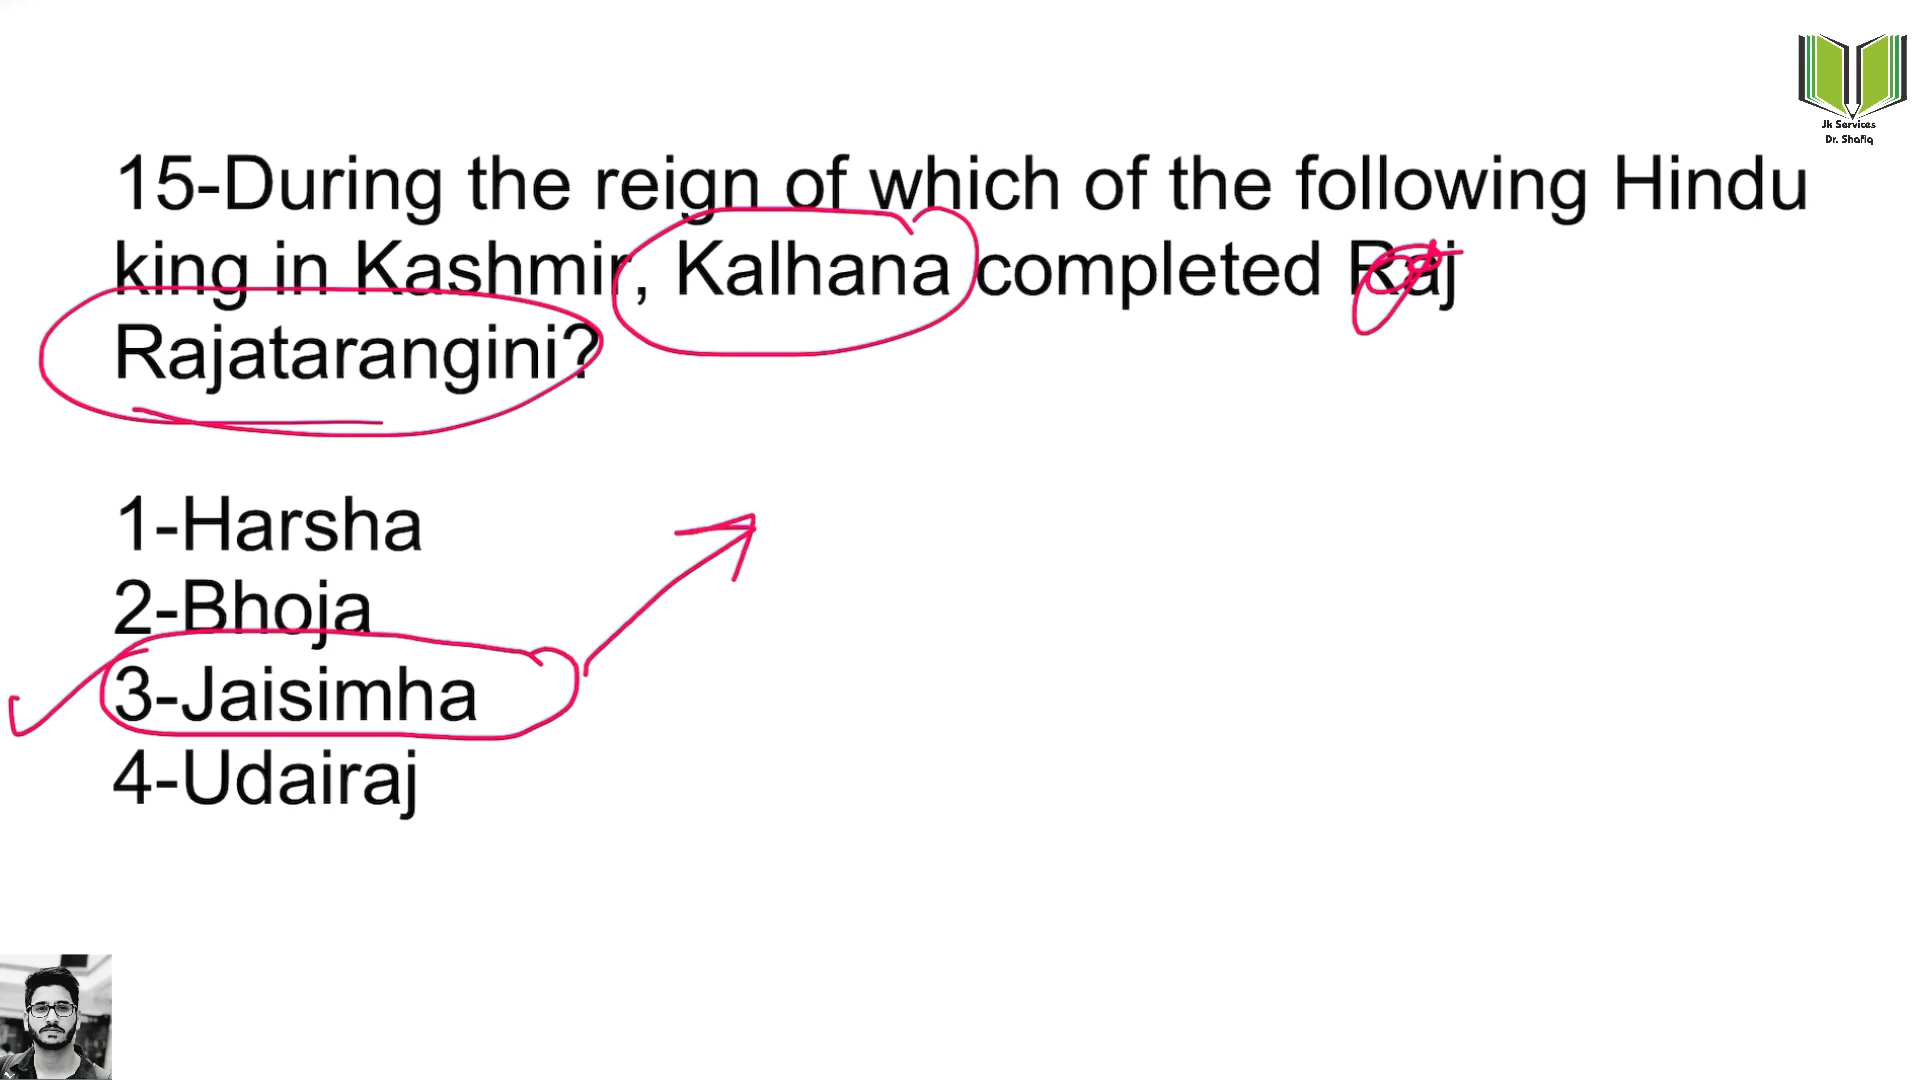 Jk Services
Dr. Shafiq
15-During the reign of which of the following Hindu
king in Kashmir, Kalhana completed Raj
Rajatarangini?
1-Harsha
2-Bhoja
3-Jaisimha
4-Udairaj